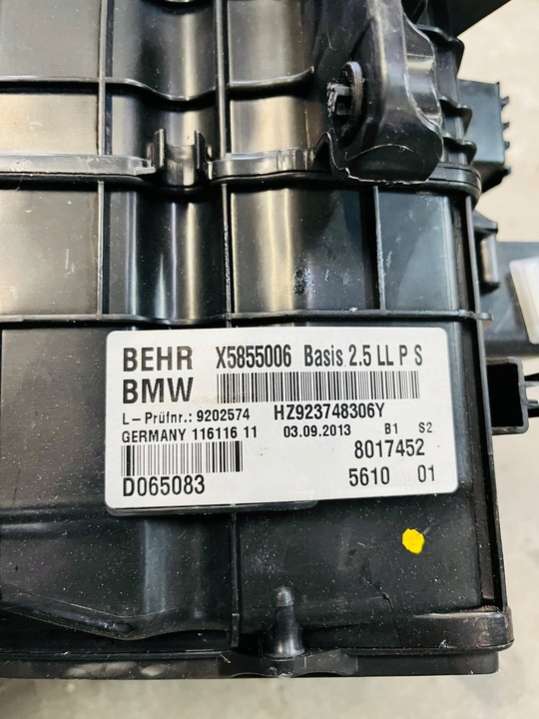 BEHR X5855006 Basis 2.5 LL P S
BMW
L-Prüfnr.: 9202574 HZ923748306Y
GERMANY 116116 11 03.09.2013 B1 S2
8017452
D065083 5610 01